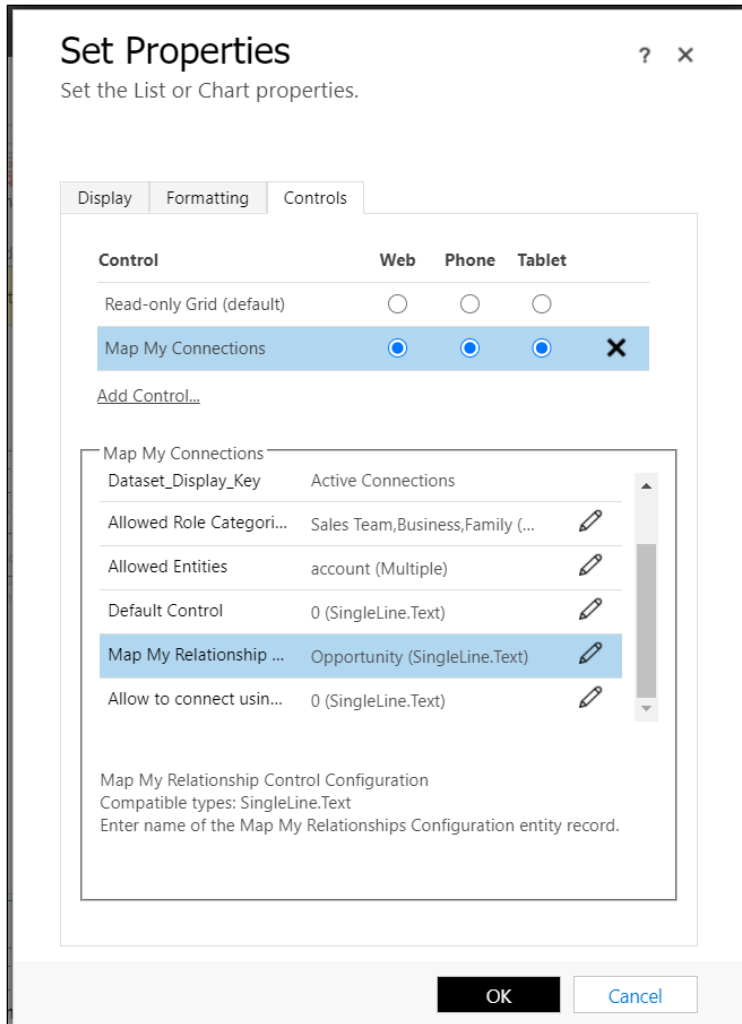 Set Properties
? ×
Set the List or Chart properties.
Display Formatting Controls
Control Web Phone Tablet
Read-only Grid (default)
Map My Connections
Add Control...
Map My Connections
Dataset_Display_Key Active Connections
Allowed Role Categori... Sales Team,Business,Family (...
Allowed Entities account (Multiple)
Default Control 0 (SingleLine.Text)
Map My Relationship ... Opportunity (SingleLine.Text)
Allow to connect usin... 0 (SingleLine.Text)
Map My Relationship Control Configuration
Compatible types: SingleLine.Text
Enter name of the Map My Relationships Configuration entity record.
OK Cancel